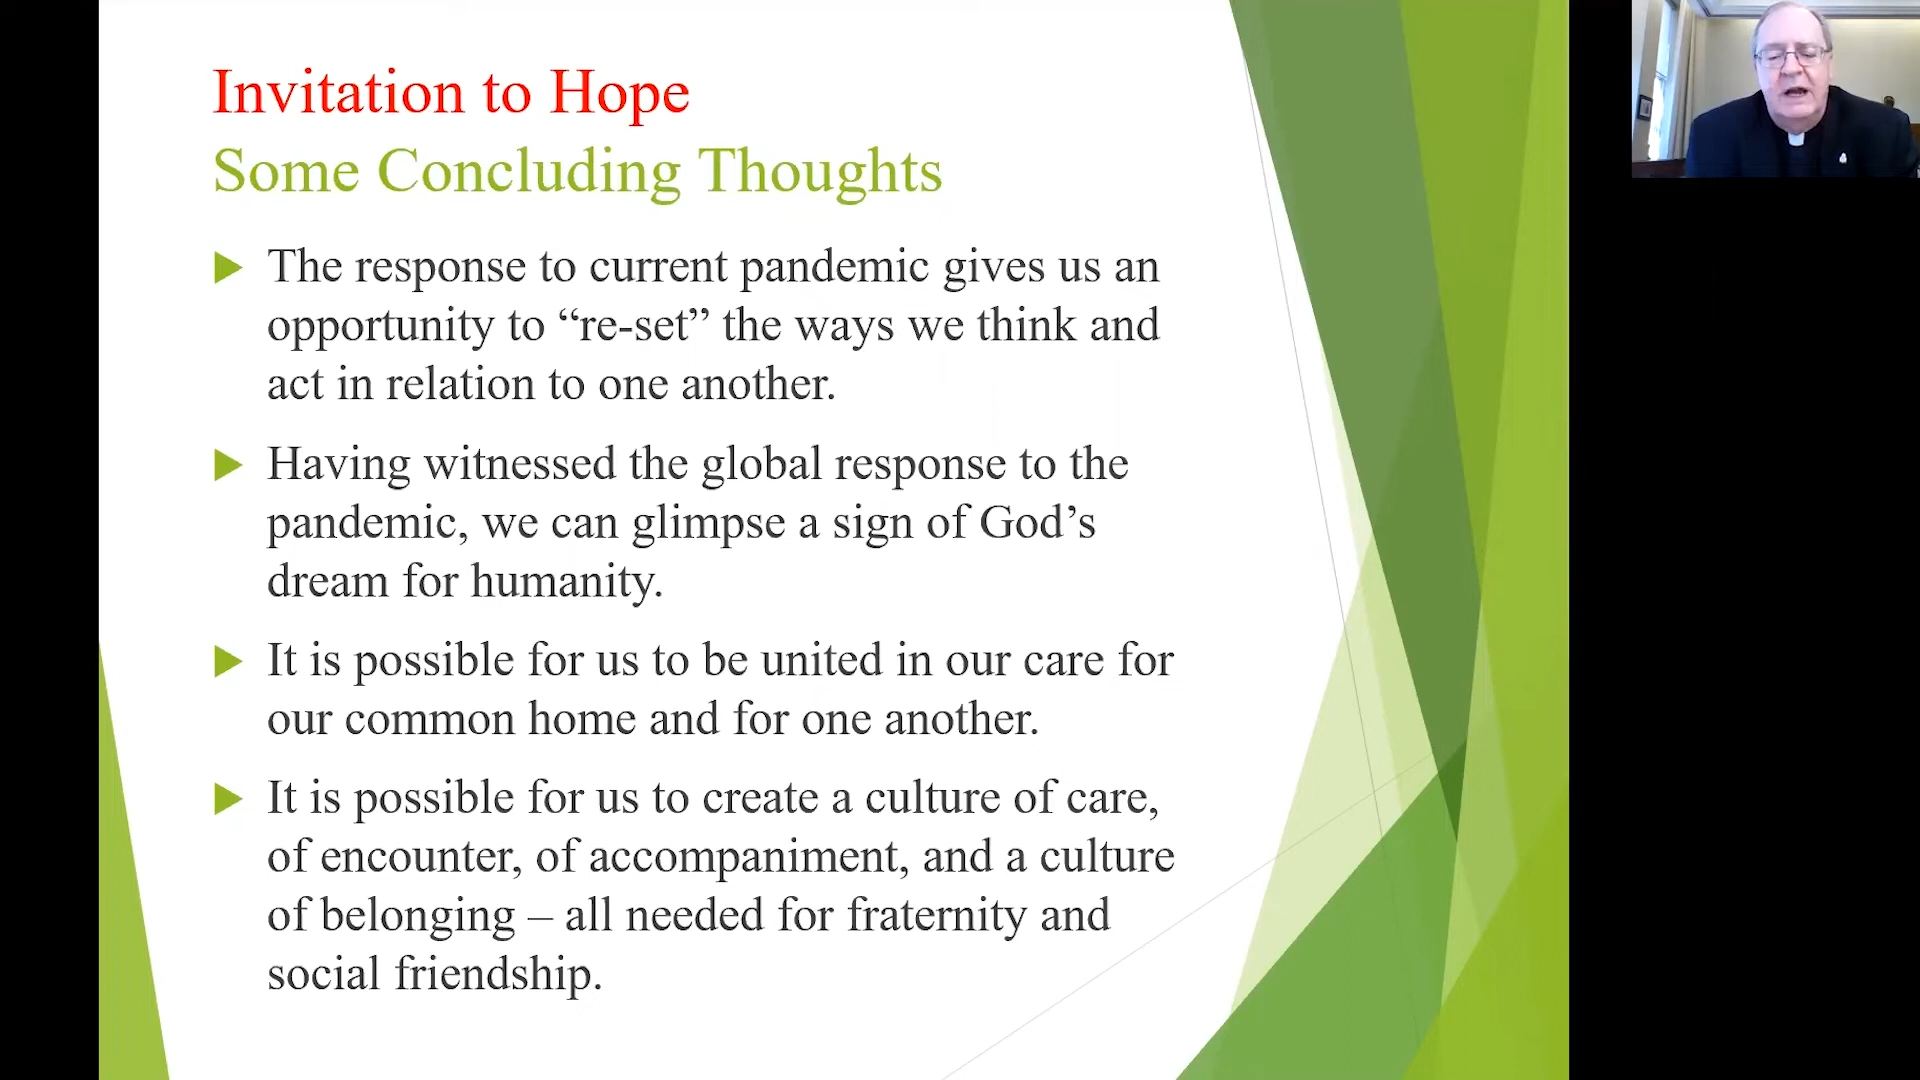 Invitation to Hope
Some Concluding Thoughts
The response to current pandemic gives us an
opportunity to “re-set” the ways we think and
act in relation to one another.
Having witnessed the global response to the
pandemic, we can glimpse a sign of God’s
dream for humanity.
It is possible for us to be united in our care for
our common home and for one another.
It is possible for us to create a culture of care,
of encounter, of accompaniment, and a culture
of belonging – all needed for fraternity and
social friendship.